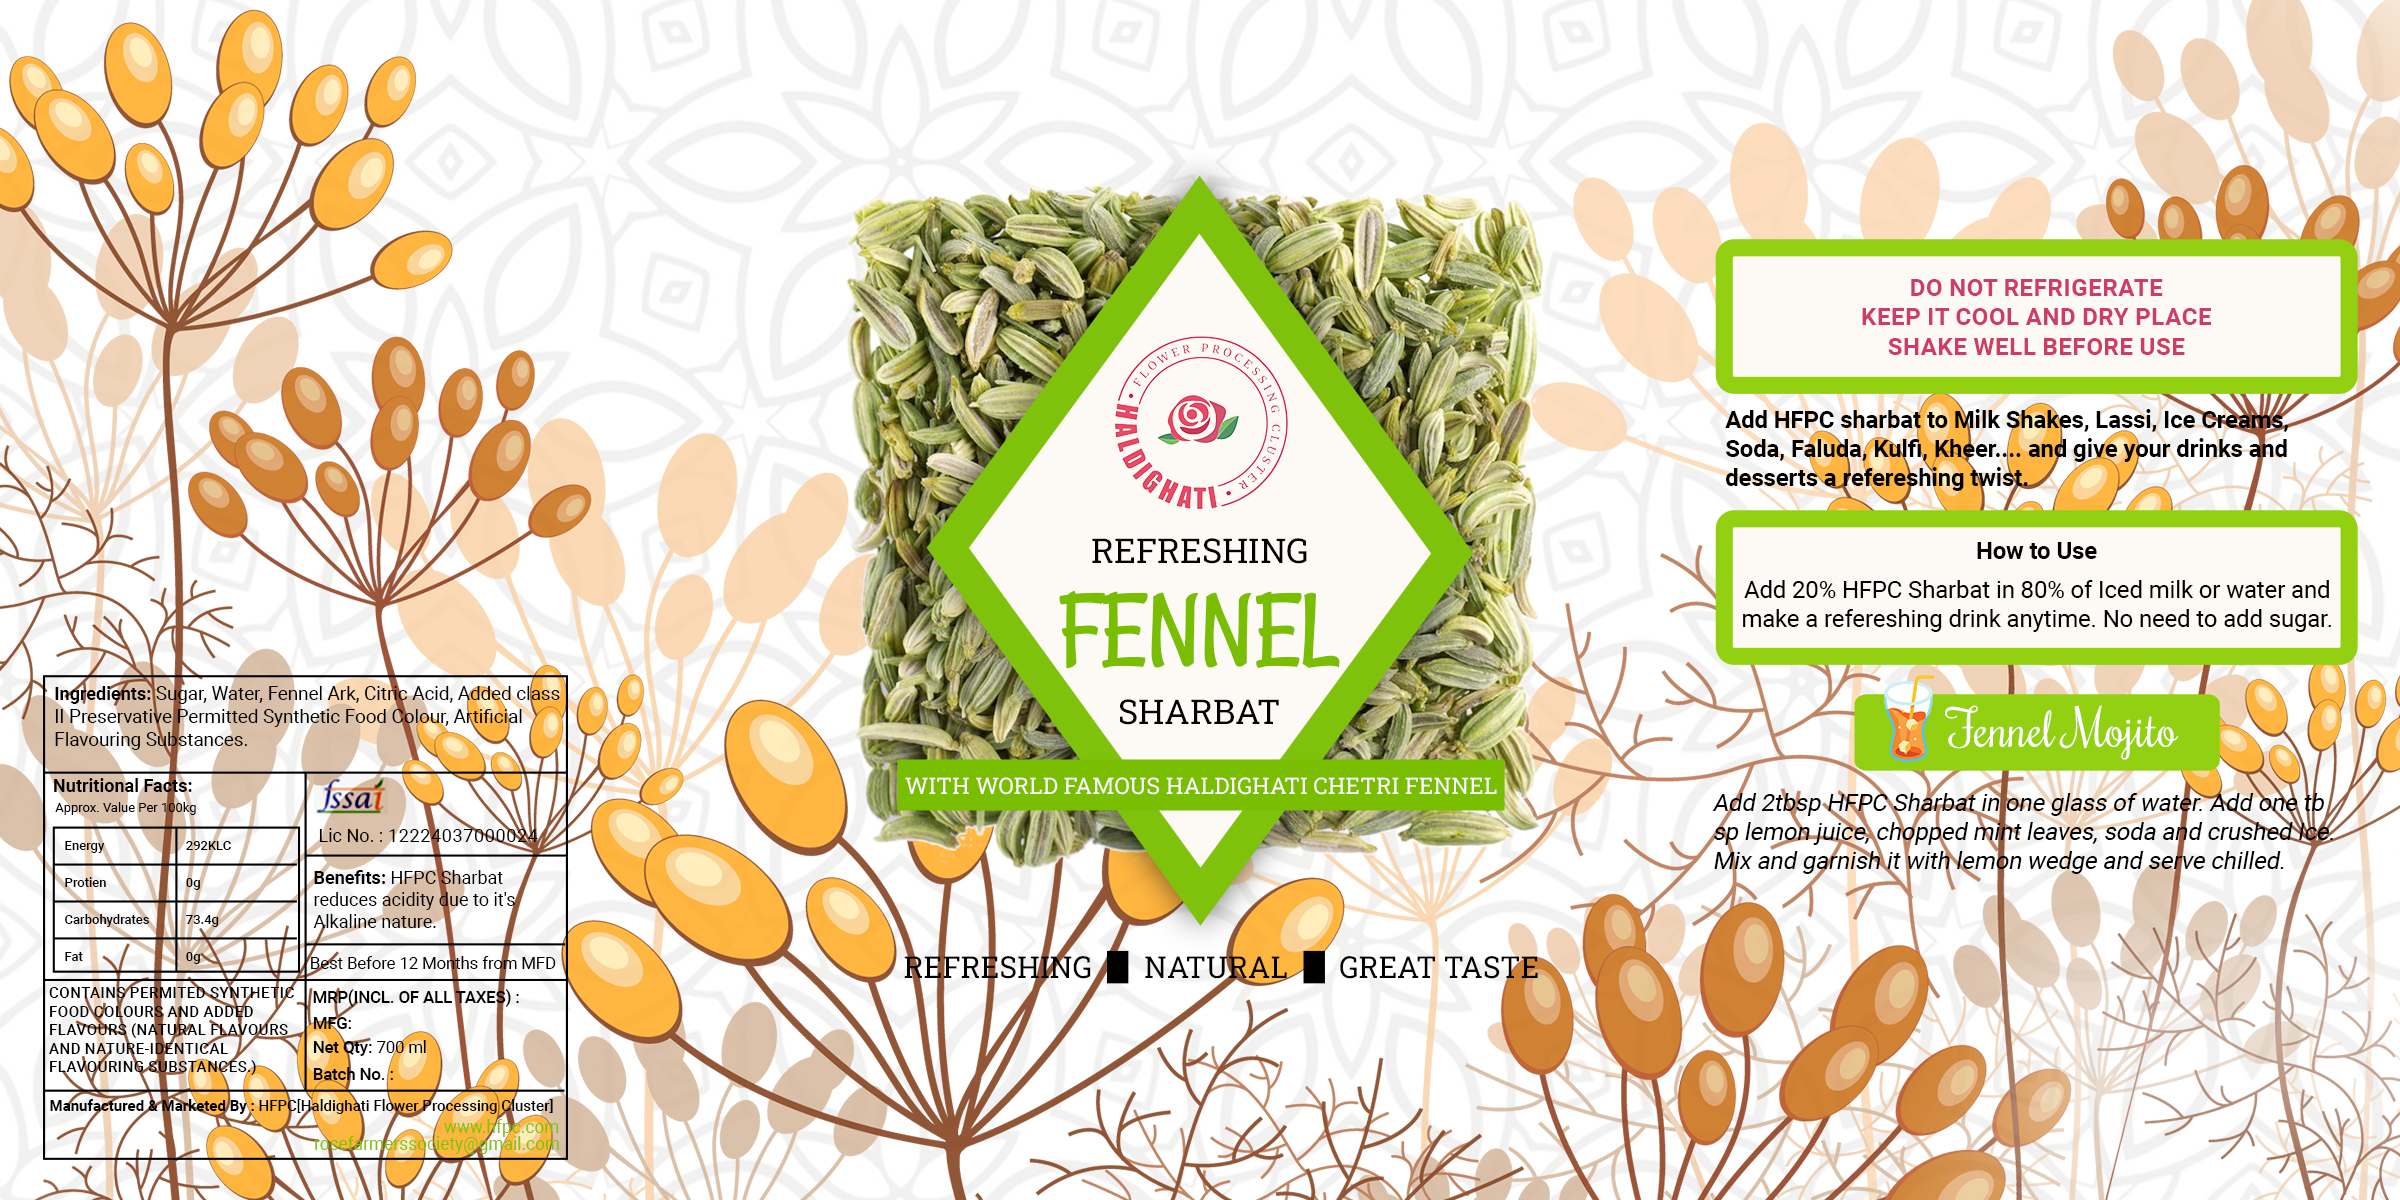 Ingredients: Sugar, Water, Fennel Ark, Citric Acid, Added class
II Preservative Permitted Synthetic Food Colour, Artificial
Flavouring Substances.
Nutritional Facts:
Approx. Value Per 100kg
Energy 292KLC
Protien 0g
Carbohydrates 73.4g
Fat 0g
fssai
Lic No. : 12224037000024
Benefits: HFPC Sharbat
reduces acidity due to it's
Alkaline nature.
Best Before 12 Months from MFD
CONTAINS PERMITED SYNTHETIC
FOOD COLOURS AND ADDED
FLAVOURS (NATURAL FLAVOURS
AND NATURE-IDENTICAL
FLAVOURING SUBSTANCES.)
MRP(INCL. OF ALL TAXES) :
MFG:
Net Qty: 700 ml
Batch No. :
Manufactured & Marketed By : HFPC[Haldighati Flower Processing Cluster]
www.hfpc.com
rosefarmerssociety@gmail.com
FLOWER PROCESSING CLUSTER
HALDIGHATI
REFRESHING
FENNEL
SHARBAT
WITH WORLD FAMOUS HALDIGHATI CHETRI FENNEL
REFRESHING NATURAL GREAT TASTE
DO NOT REFRIGERATE
KEEP IT COOL AND DRY PLACE
SHAKE WELL BEFORE USE
Add HFPC sharbat to Milk Shakes, Lassi, Ice Creams,
Soda, Faluda, Kulfi, Kheer.... and give your drinks and
desserts a refereshing twist.
How to Use
Add 20% HFPC Sharbat in 80% of Iced milk or water and
make a refereshing drink anytime. No need to add sugar.
Fennel Mojito
Add 2tbsp HFPC Sharbat in one glass of water. Add one tb
sp lemon juice, chopped mint leaves, soda and crushed Ice.
Mix and garnish it with lemon wedge and serve chilled.